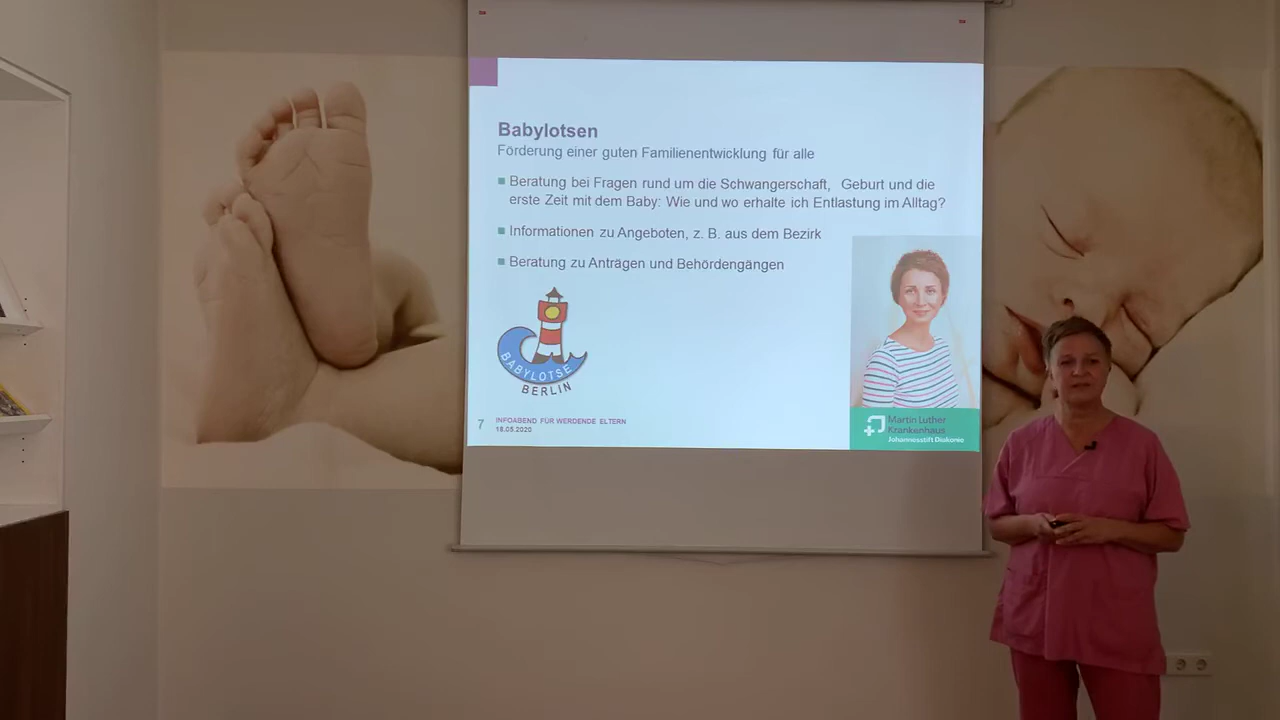 Babylotsen
Förderung einer guten Familienentwicklung für alle
Beratung bei Fragen rund um die Schwangerschaft, Geburt und die
erste Zeit mit dem Baby: Wie und wo erhalte ich Entlastung im Alltag?
Informationen zu Angeboten, z. B. aus dem Bezirk
Beratung zu Anträgen und Behördengängen
BABYLOTSE
BERLIN
Martin Luther
Krankenhaus
Johannesstift Diakonie
7
INFOABEND FÜR WERDENDE ELTERN
18.05.2020